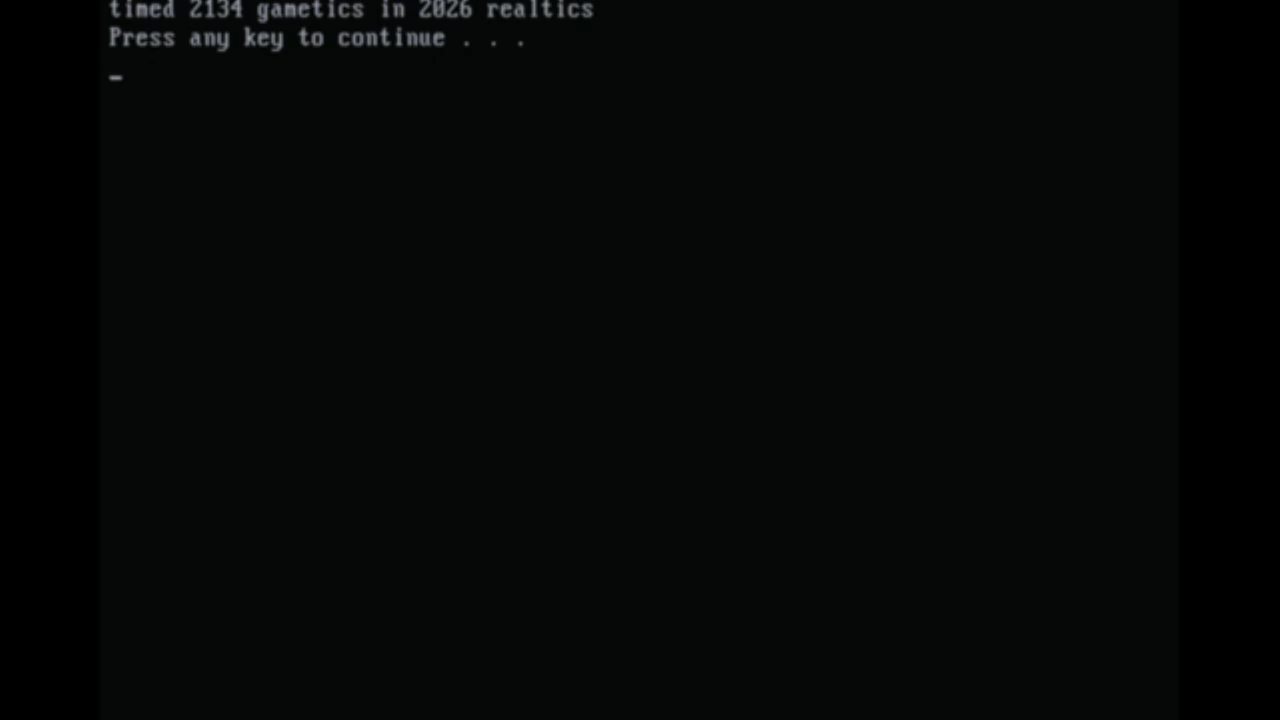 timed 2134 gametics in 2026 realtics
Press any key to continue . . .